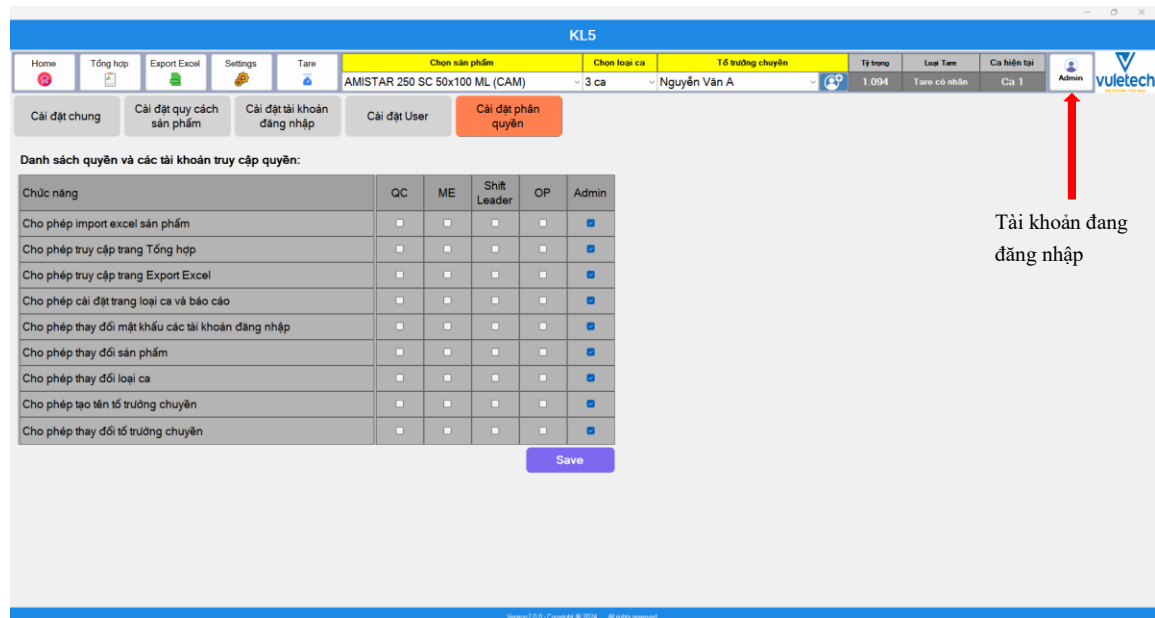 KL5
Home Tổng hợp Export Excel Settings Tare
Chọn sản phẩm Chọn loại ca Tổ trưởng chuyền Tỷ trọng Loại Tare Ca hiện tại
AMISTAR 250 SC 50x100 ML (CAM) 3 ca Nguyễn Văn A 1.094 Tare có nhãn Ca 1 Admin vuletech
Cài đặt chung
Cài đặt quy cách
sản phẩm
Cài đặt tài khoản
đăng nhập
Cài đặt User
Cài đặt phân
quyền
Danh sách quyền và các tài khoản truy cập quyền:
Chức năng QC ME Shift Leader OP Admin
Cho phép import excel sản phẩm
Cho phép truy cập trang Tổng hợp
Cho phép truy cập trang Export Excel
Cho phép cài đặt trang loại ca và báo cáo
Cho phép thay đổi mật khẩu các tài khoản đăng nhập
Cho phép thay đổi sản phẩm
Cho phép thay đổi loại ca
Cho phép tạo tên tổ trưởng chuyền
Cho phép thay đổi tổ trưởng chuyền
Save
Tài khoản đang
đăng nhập
Copyright @ 2024 All rights reserved